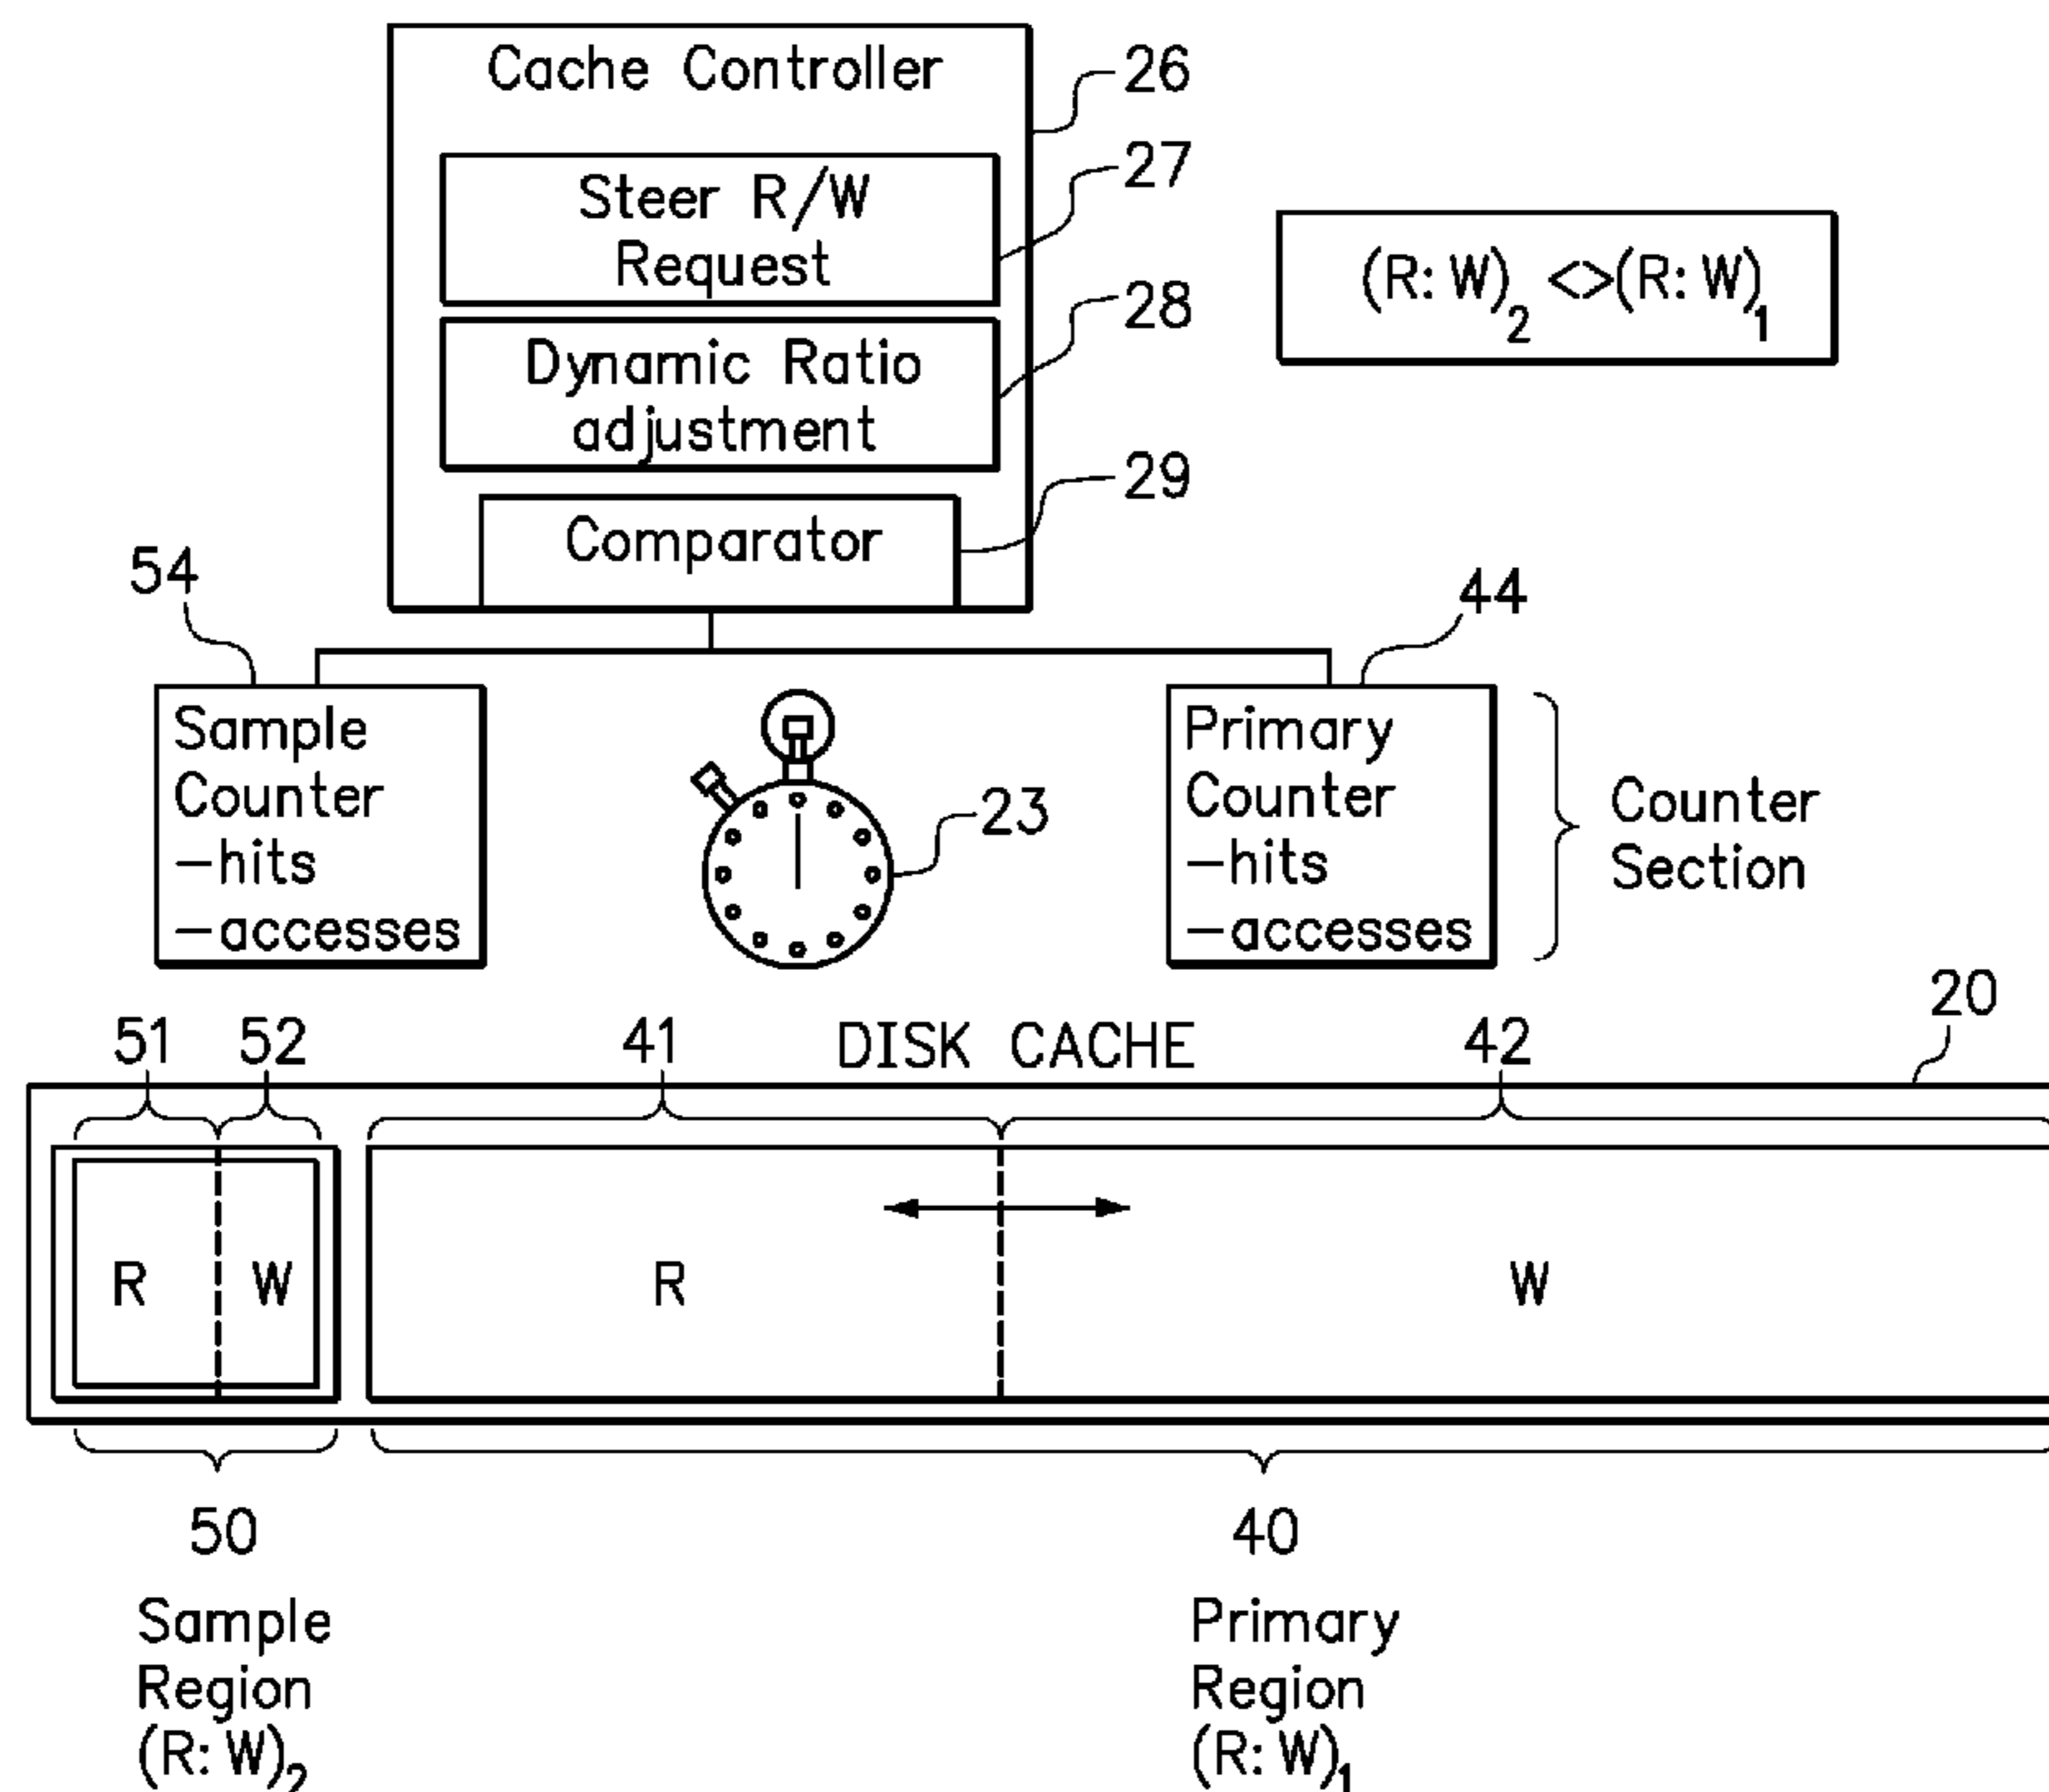 Cache Controller
26
Steer R/W
Request
27
(R: W)2 <>(R: W)1
Dynamic Ratio
adjustment
28
Comparator
29
54
44
Sample
Counter
-hits
-accesses
23
Primary
Counter
-hits
-accesses
Counter
Section
20
51
52
41
DISK CACHE
42
R
W
R
W
50
40
Sample
Region
(R: W)2
Primary
Region
(R: W)1